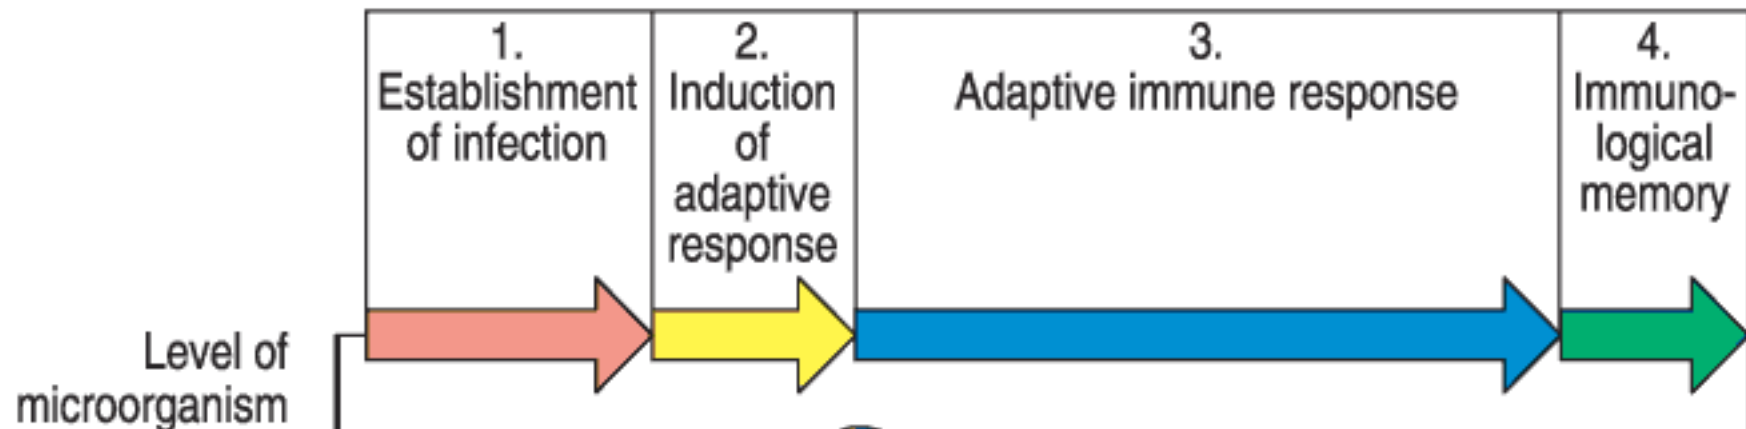 1.
Establishment
of infection
2.
Induction
of
adaptive
response
3.
Adaptive immune response
4.
Immuno-
logical
memory
Level of
microorganism